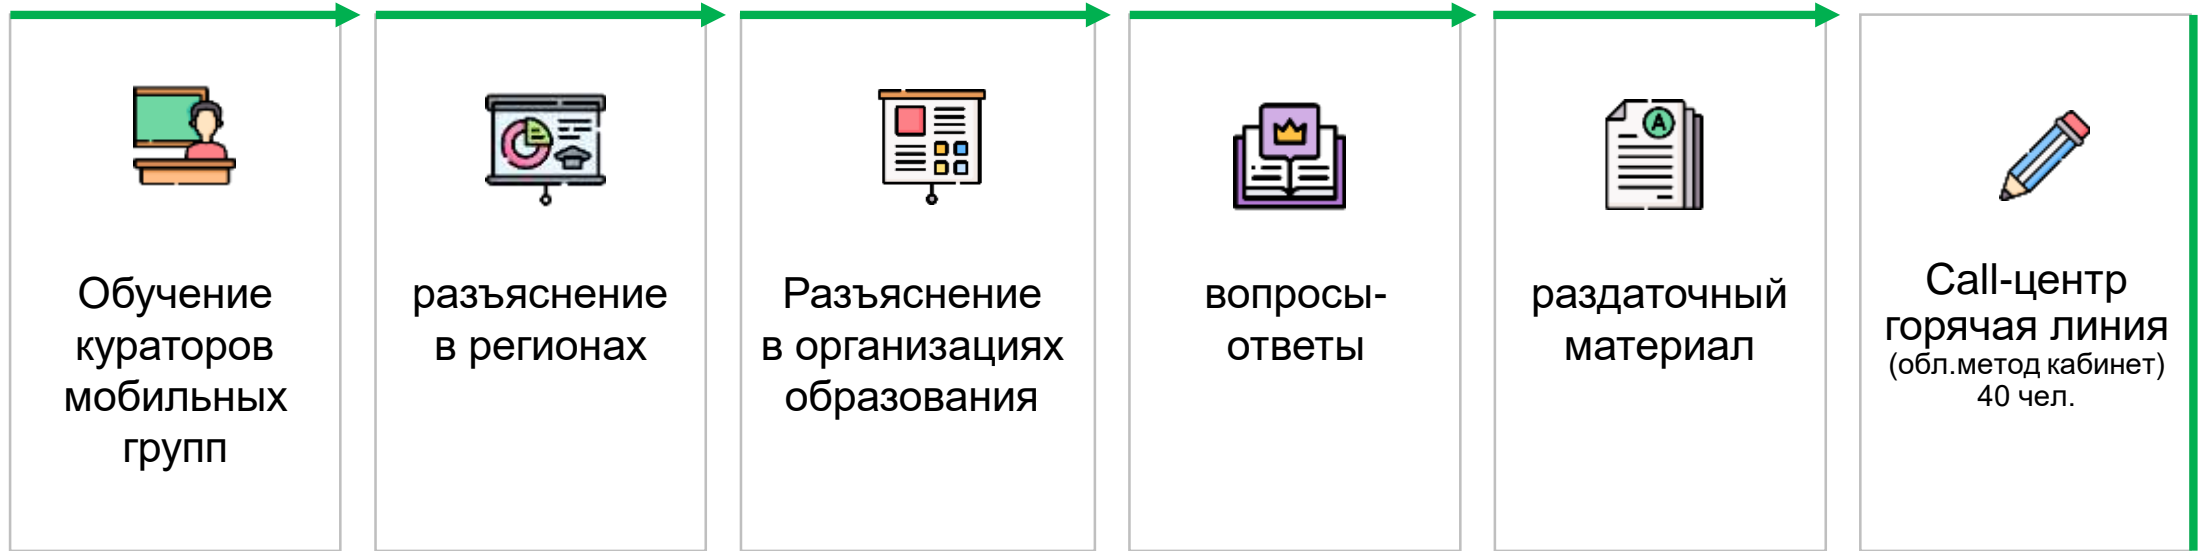 Обучение
кураторов
мобильных
групп
разъяснение
в регионах
Разъяснение
в организациях
образования
вопросы-
ответы
A
раздаточный
материал
Call-центр
горячая линия
(обл.метод кабинет)
40 чел.